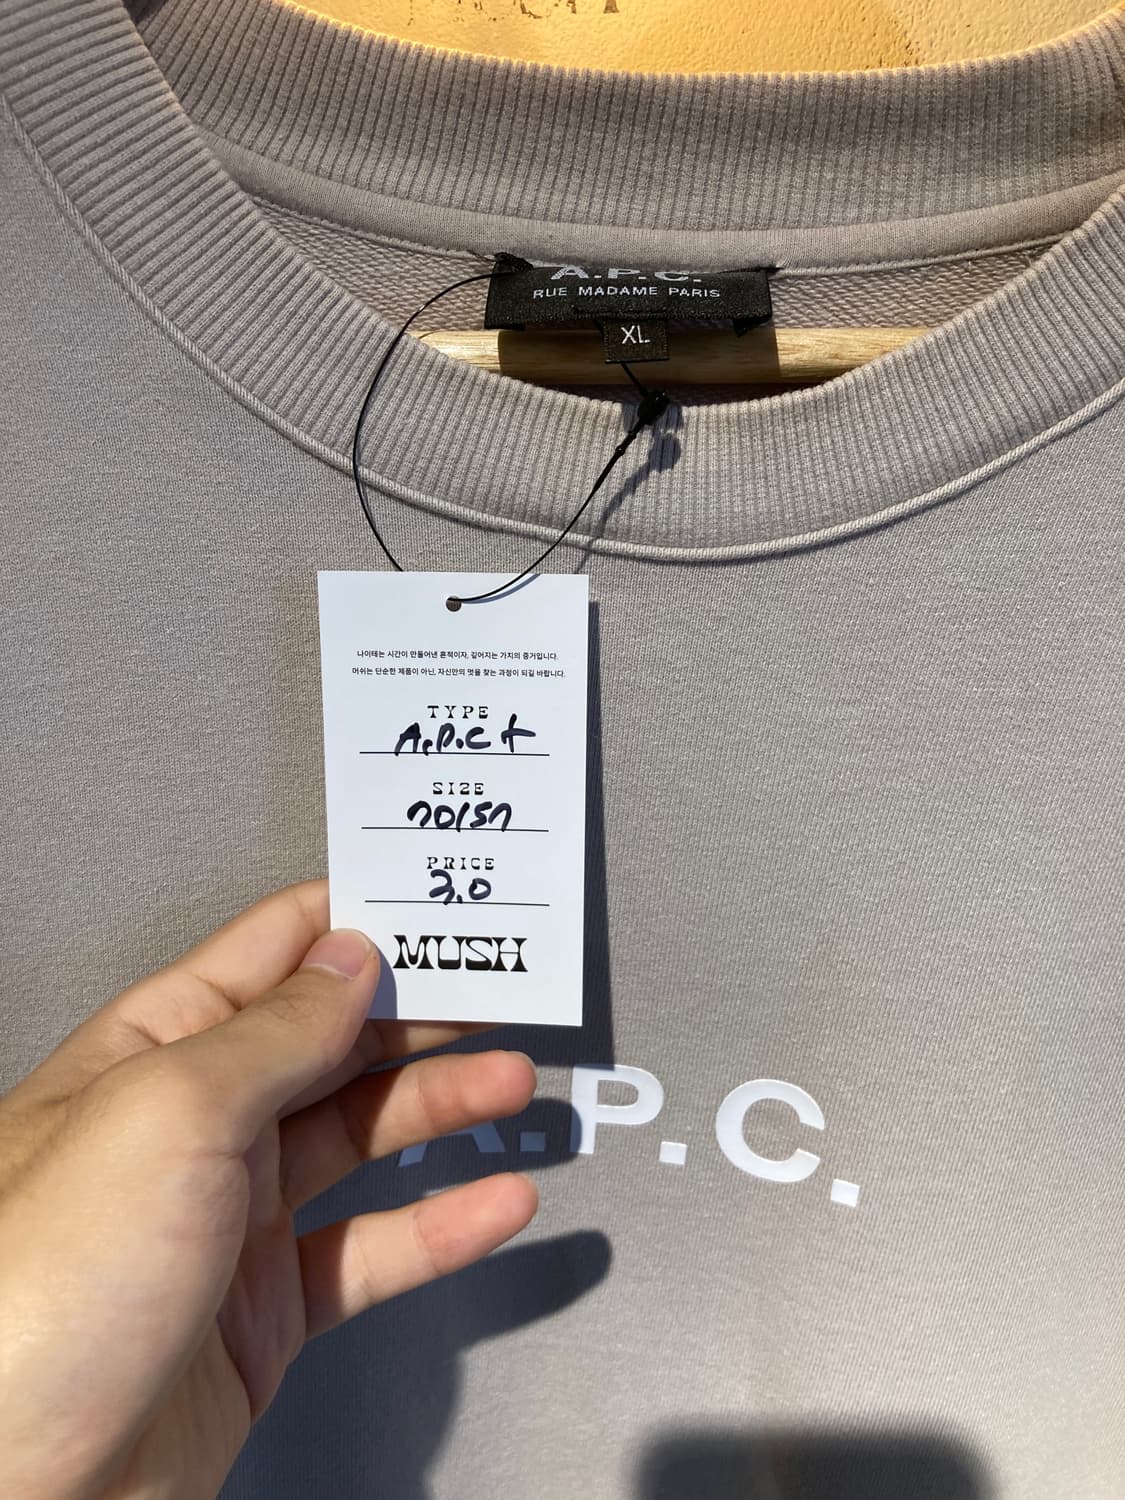 A.P.C.
RUE MADAME PARIS
XL
나이테는 시간이 만들어낸 흔적이자, 깊어지는 가치의 증거입니다.
머쉬는 단순한 제품이 아닌, 자신만의 멋을 찾는 과정이 되길 바랍니다.
TYPE
A.P.C t
SIZE
70/57
PRICE
3.0
MUSH
A.P.C.